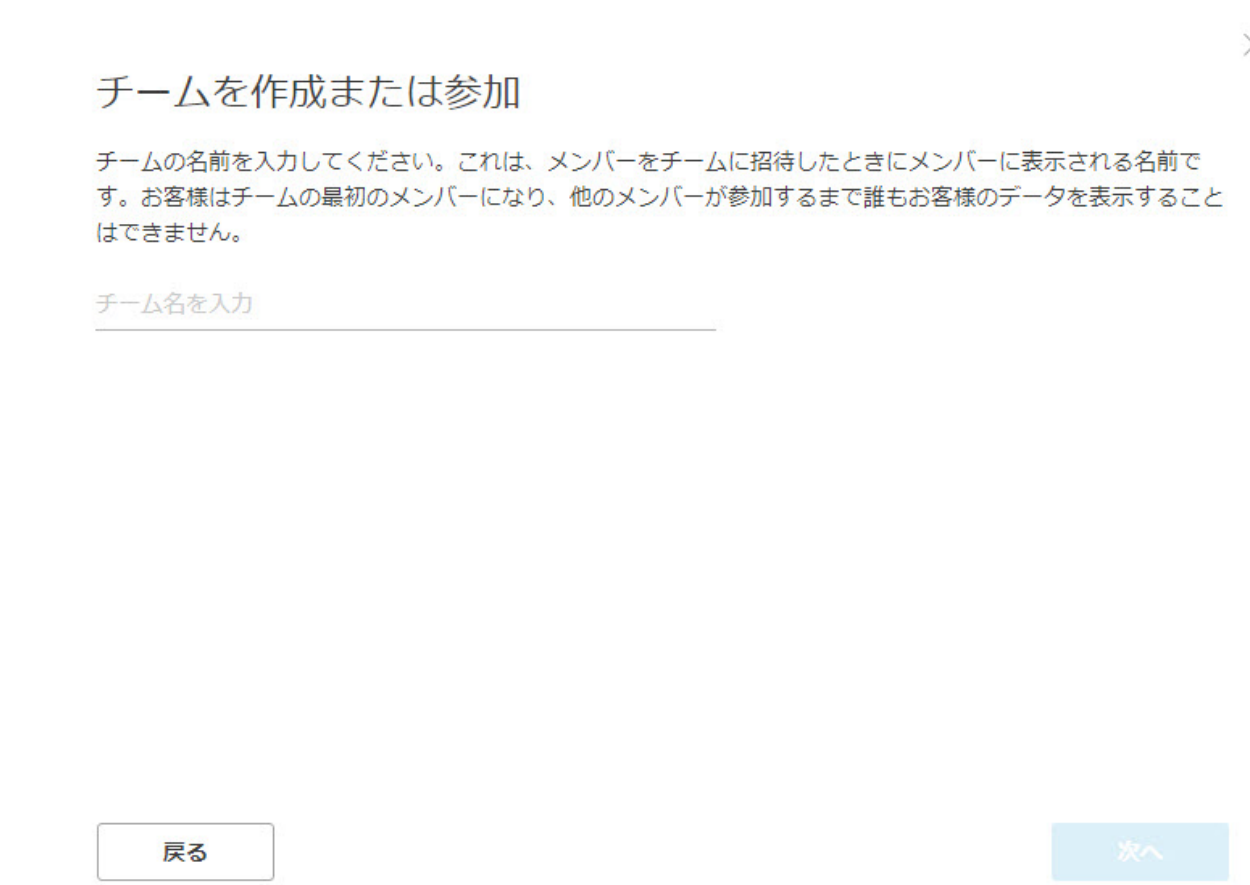 チームを作成または参加
チームの名前を入力してください。これは、メンバーをチームに招待したときにメンバーに表示される名前で
す。お客様はチームの最初のメンバーになり、他のメンバーが参加するまで誰もお客様のデータを表示すること
はできません。
チーム名を入力
戻る
次へ